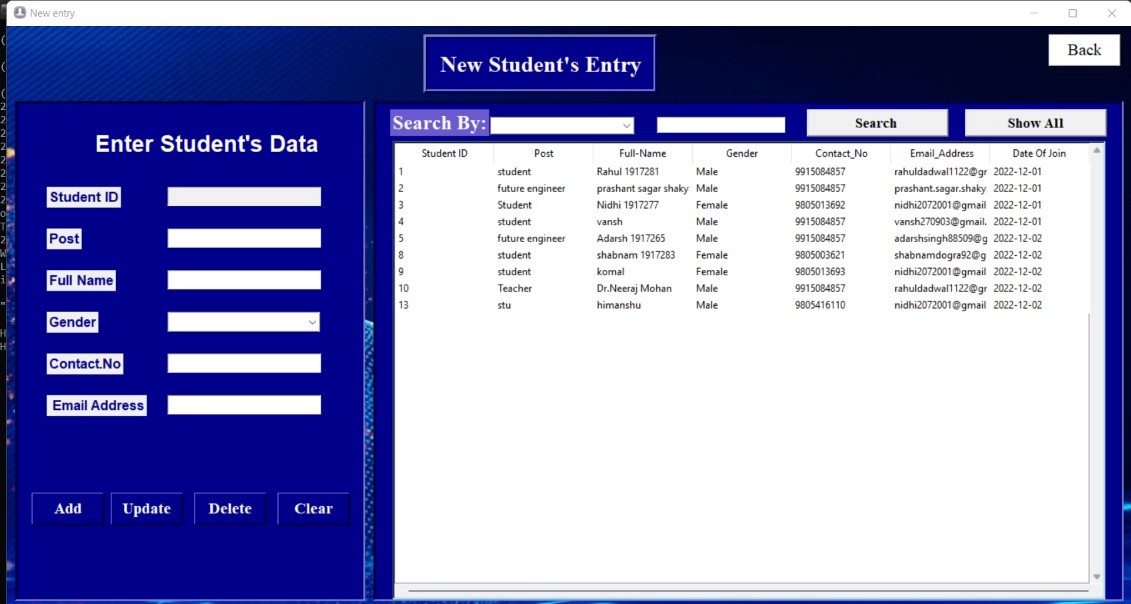 New entry
New Student's Entry
Back
Enter Student's Data
Student ID
Post
Full Name
Gender
Contact.No
Email Address
Add Update Delete Clear
Search By: Search Show All
Student ID Post Full-Name Gender Contact_No Email_Address Date Of Join
1 student Rahul 1917281 Male 9915084857 rahuldadwal1122@gr 2022-12-01
2 future engineer prashant sagar shaky Male 9915084857 prashant.sagar.shaky 2022-12-01
3 Student Nidhi 1917277 Female 9805013692 nidhi2072001@gmail 2022-12-01
4 student vansh Male 9915084857 vansh270903@gmail. 2022-12-01
5 future engineer Adarsh 1917265 Male 9915084857 adarshsingh88509@g 2022-12-02
8 student shabnam 1917283 Female 9805003621 shabnamdogra92@g 2022-12-02
9 student komal Female 9805013693 nidhi2072001@gmail 2022-12-02
10 Teacher Dr.Neeraj Mohan Male 9915084857 rahuldadwal1122@gr 2022-12-02
13 stu himanshu Male 9805416110 nidhi2072001@gmail 2022-12-02